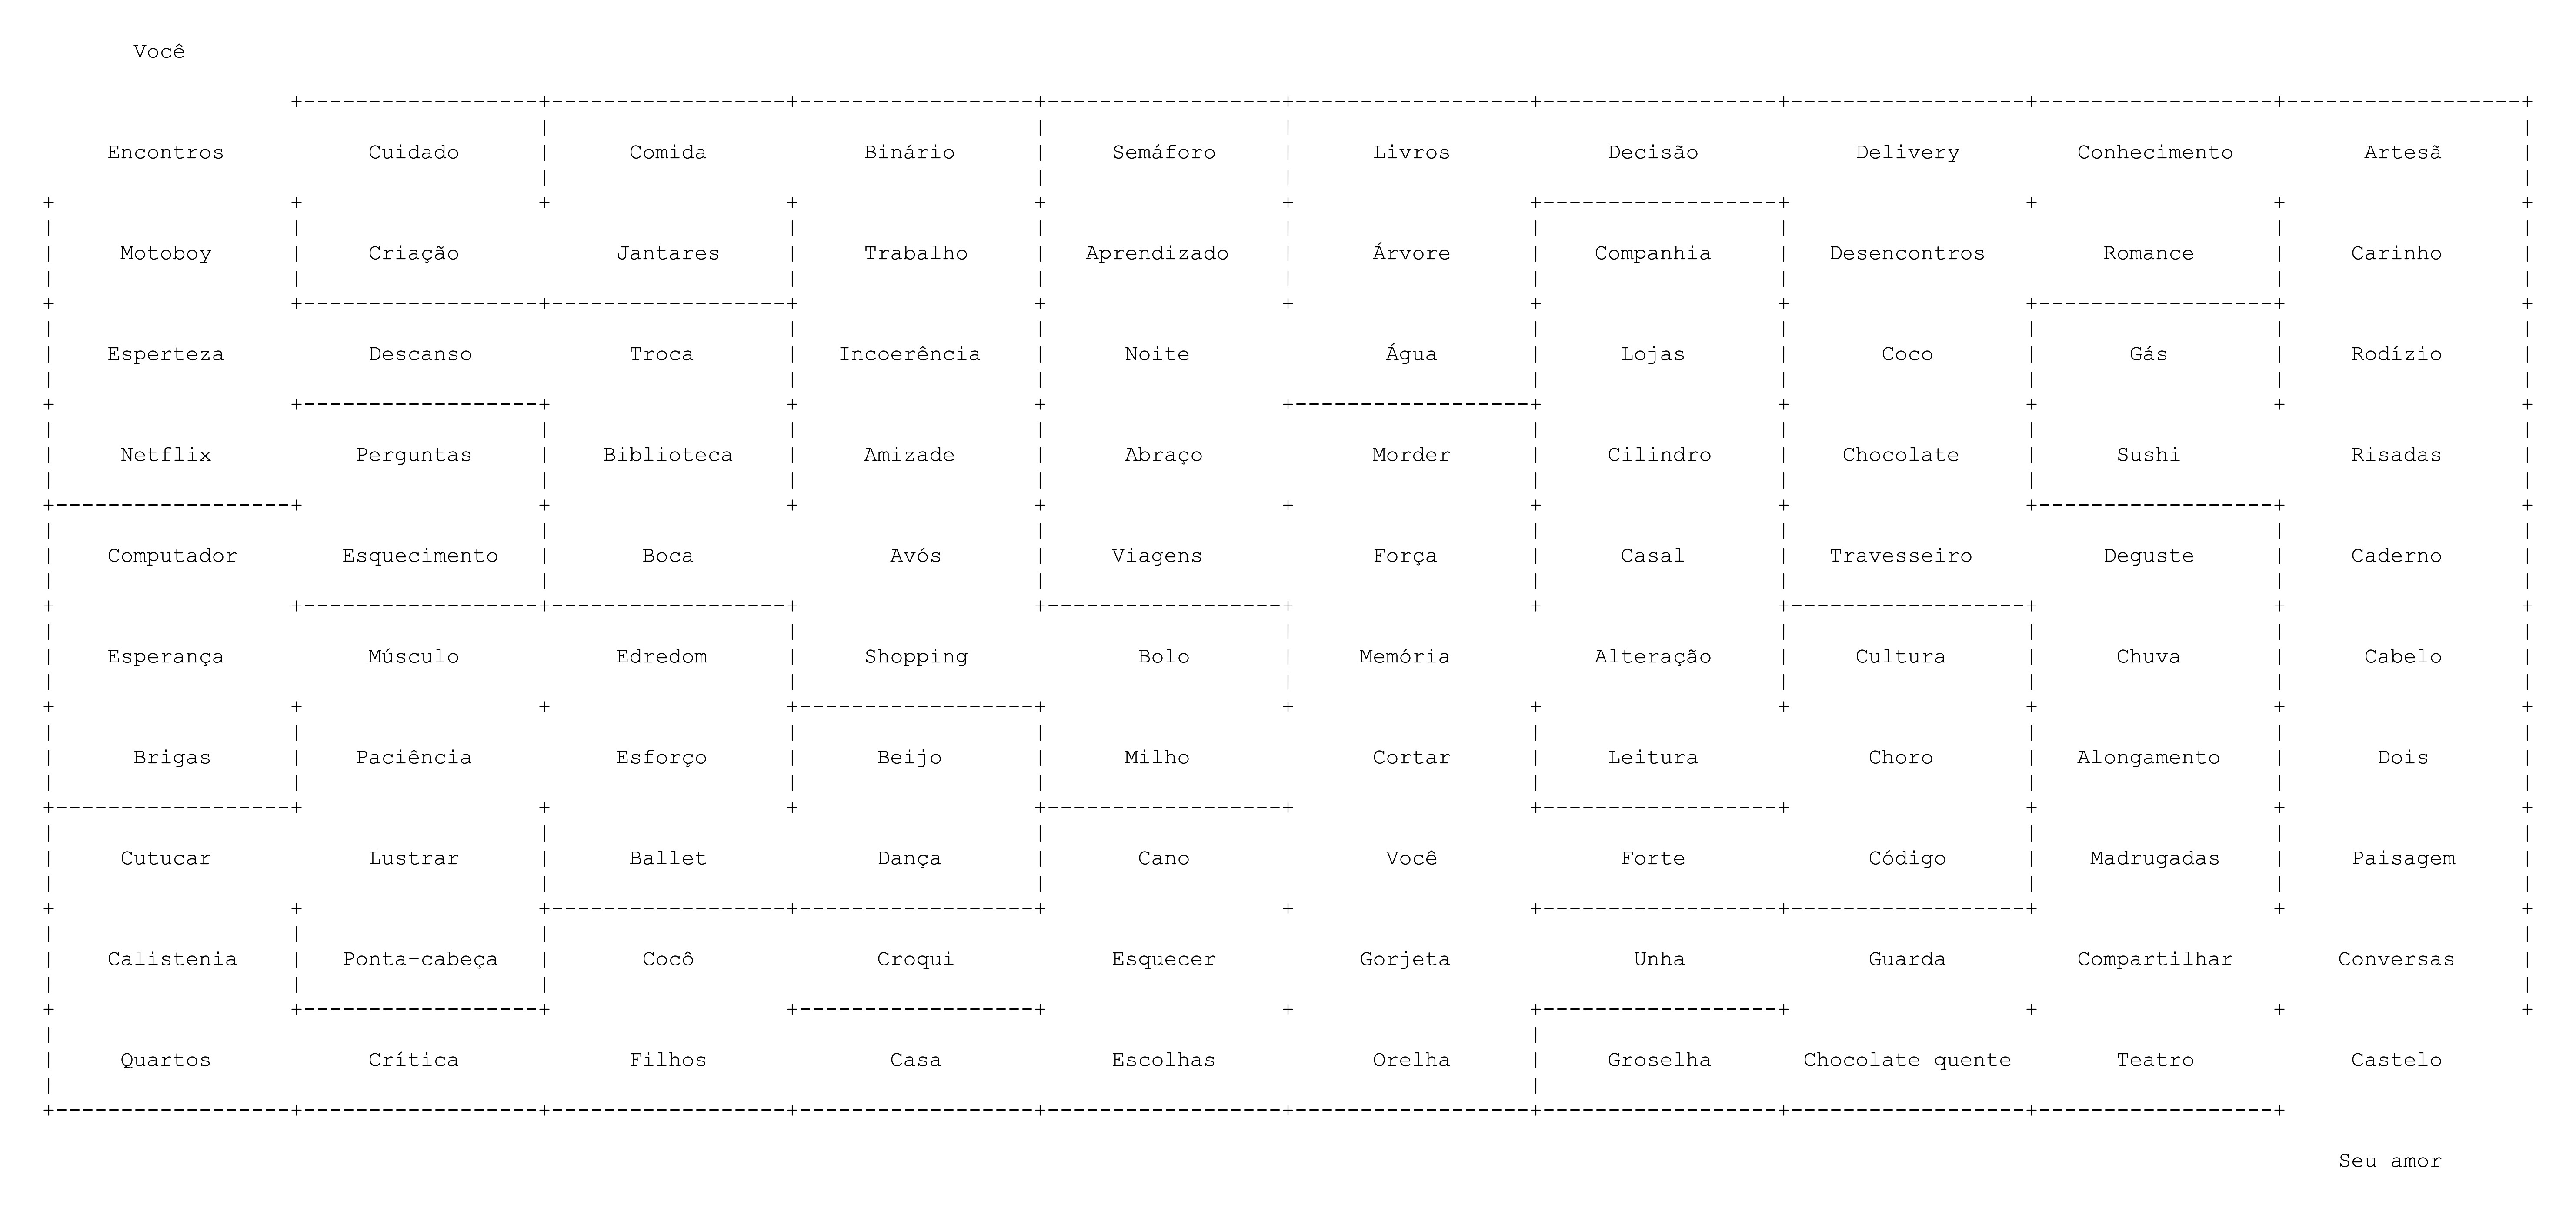 Você
Encontros Cuidado Comida Binário Semáforo Livros Decisão Delivery Conhecimento Artesã
Motoboy Criação Jantares Trabalho Aprendizado Árvore Companhia Desencontros Romance Carinho
Esperteza Descanso Troca Incoerência Noite Água Lojas Coco Gás Rodízio
Netflix Perguntas Biblioteca Amizade Abraço Morder Cilindro Chocolate Sushi Risadas
Computador Esquecimento Boca Avós Viagens Força Casal Travesseiro Deguste Caderno
Esperança Músculo Edredom Shopping Bolo Memória Alteração Cultura Chuva Cabelo
Brigas Paciência Esforço Beijo Milho Cortar Leitura Choro Alongamento Dois
Cutucar Lustrar Ballet Dança Cano Você Forte Código Madrugadas Paisagem
Calistenia Ponta-cabeça Cocô Croqui Esquecer Gorjeta Unha Guarda Compartilhar Conversas
Quartos Crítica Filhos Casa Escolhas Orelha Groselha Chocolate quente Teatro Castelo
Seu amor